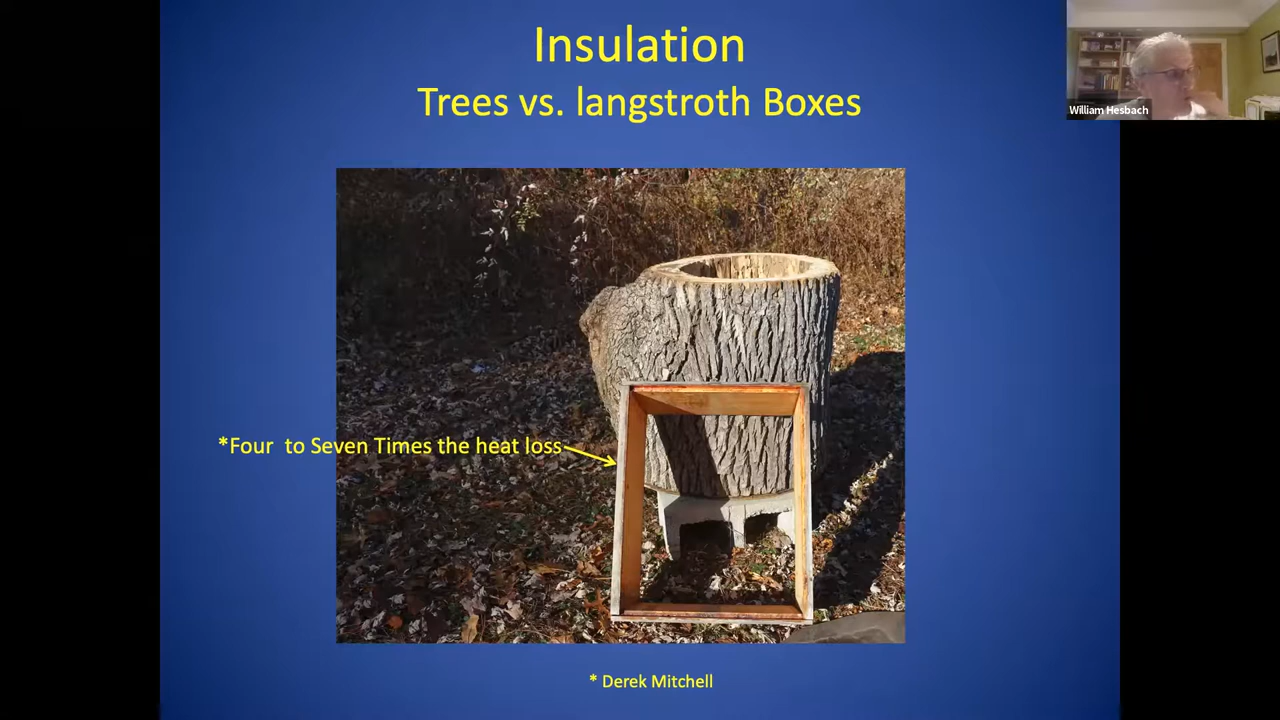 Insulation
Trees vs. langstroth Boxes
William Hesbach
*Four  to Seven Times the heat loss
* Derek Mitchell